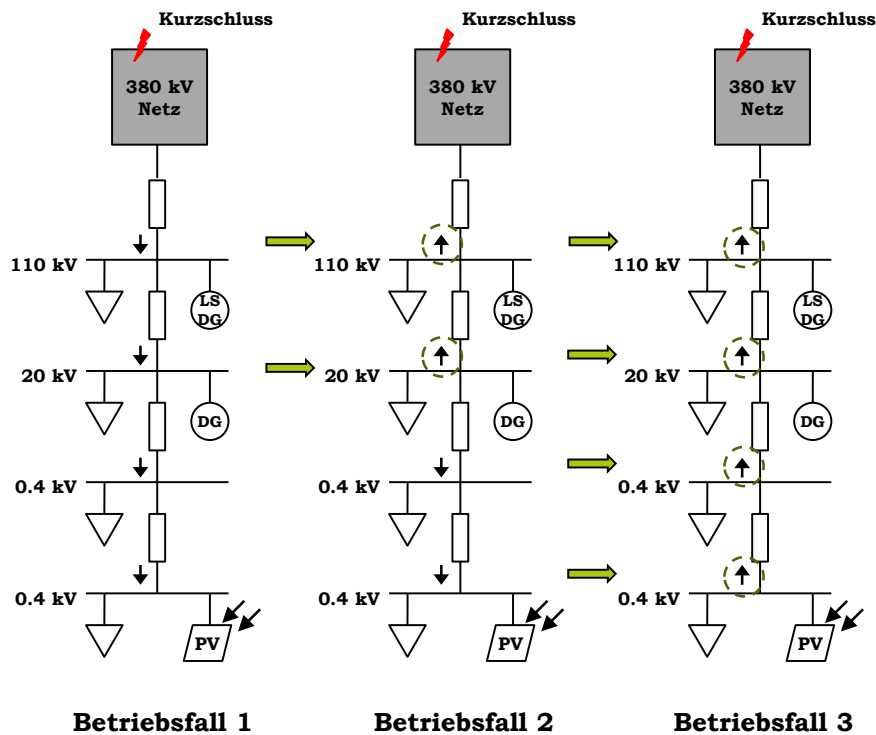 Kurzschluss
380 kV
Netz
110 kV
LS
DG
20 kV
DG
0.4 kV
0.4 kV
PV
Betriebsfall 1
Kurzschluss
380 kV
Netz
110 kV
LS
DG
20 kV
DG
0.4 kV
0.4 kV
PV
Betriebsfall 2
Kurzschluss
380 kV
Netz
110 kV
LS
DG
20 kV
DG
0.4 kV
0.4 kV
PV
Betriebsfall 3